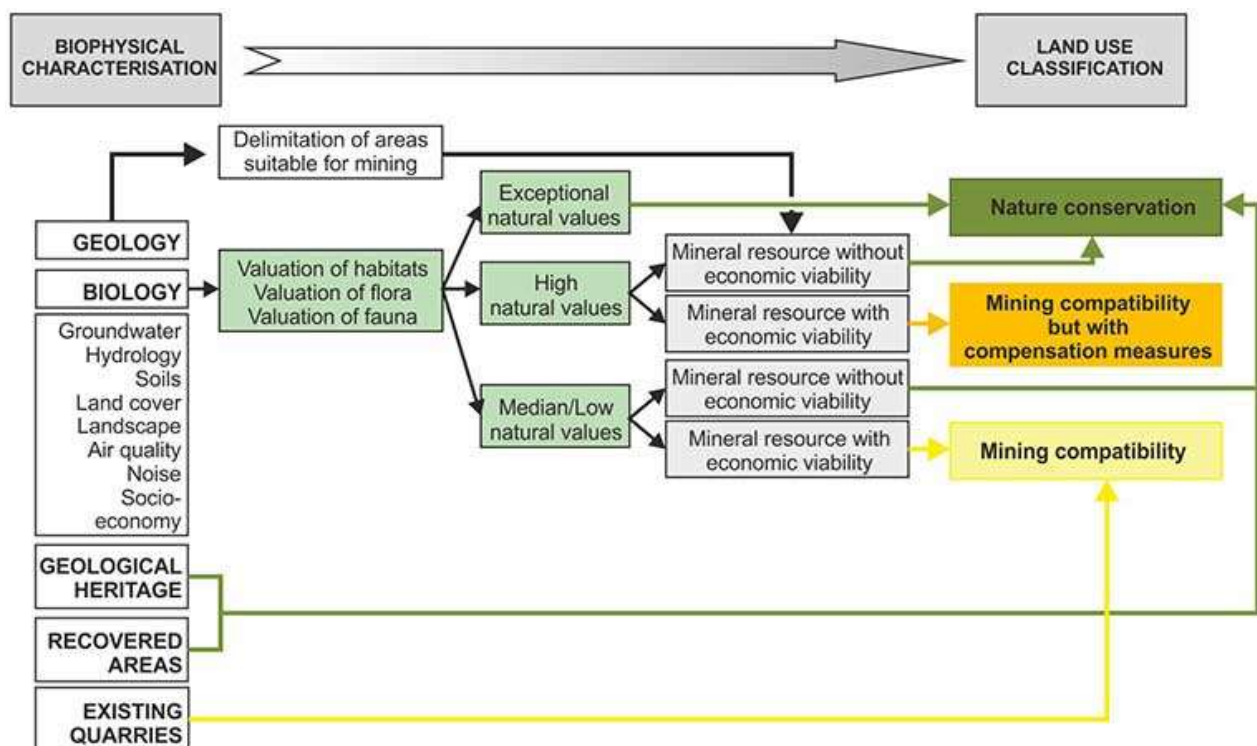 BIOPHYSICAL
CHARACTERISATION
LAND USE
CLASSIFICATION
Delimitation of areas
suitable for mining
GEOLOGY
BIOLOGY
Groundwater
Hydrology
Soils
Land cover
Landscape
Air quality
Noise
Socio-
economy
GEOLOGICAL
HERITAGE
RECOVERED
AREAS
EXISTING
QUARRIES
Valuation of habitats
Valuation of flora
Valuation of fauna
Exceptional
natural values
High
natural values
Median/Low
natural values
Mineral resource without
economic viability
Mineral resource with
economic viability
Mineral resource without
economic viability
Mineral resource with
economic viability
Nature conservation
Mining compatibility
but with
compensation measures
Mining compatibility